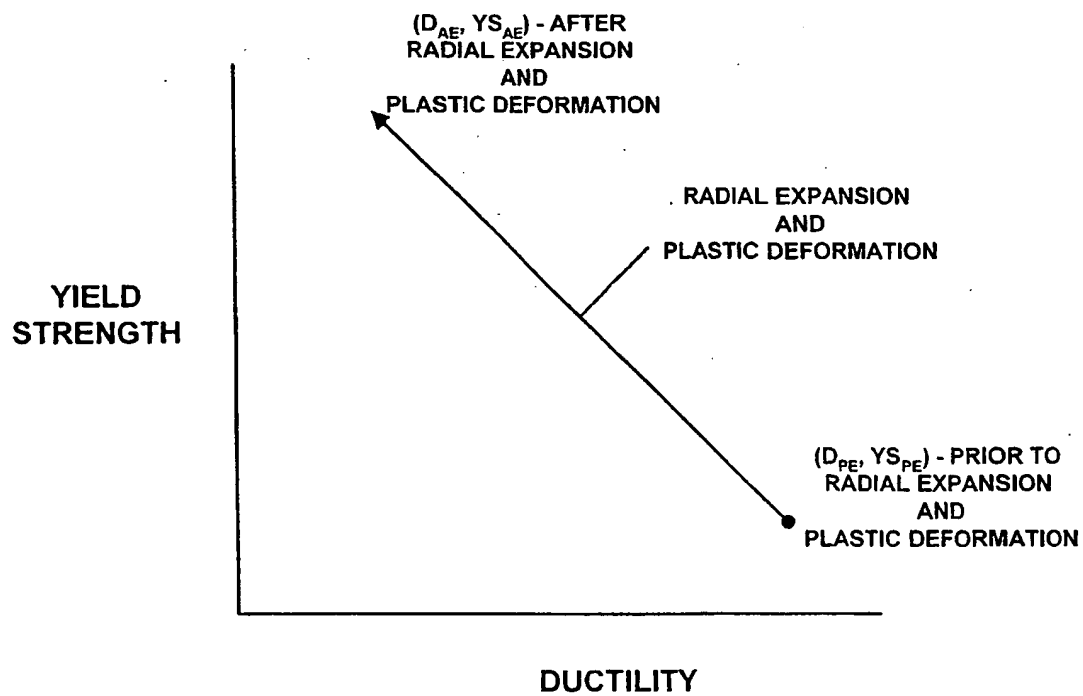 (D_AE, YS_AE) - AFTER
RADIAL EXPANSION
AND
PLASTIC DEFORMATION
RADIAL EXPANSION
AND
PLASTIC DEFORMATION
YIELD
STRENGTH
(D_PE, YS_PE) - PRIOR TO
RADIAL EXPANSION
AND
PLASTIC DEFORMATION
DUCTILITY